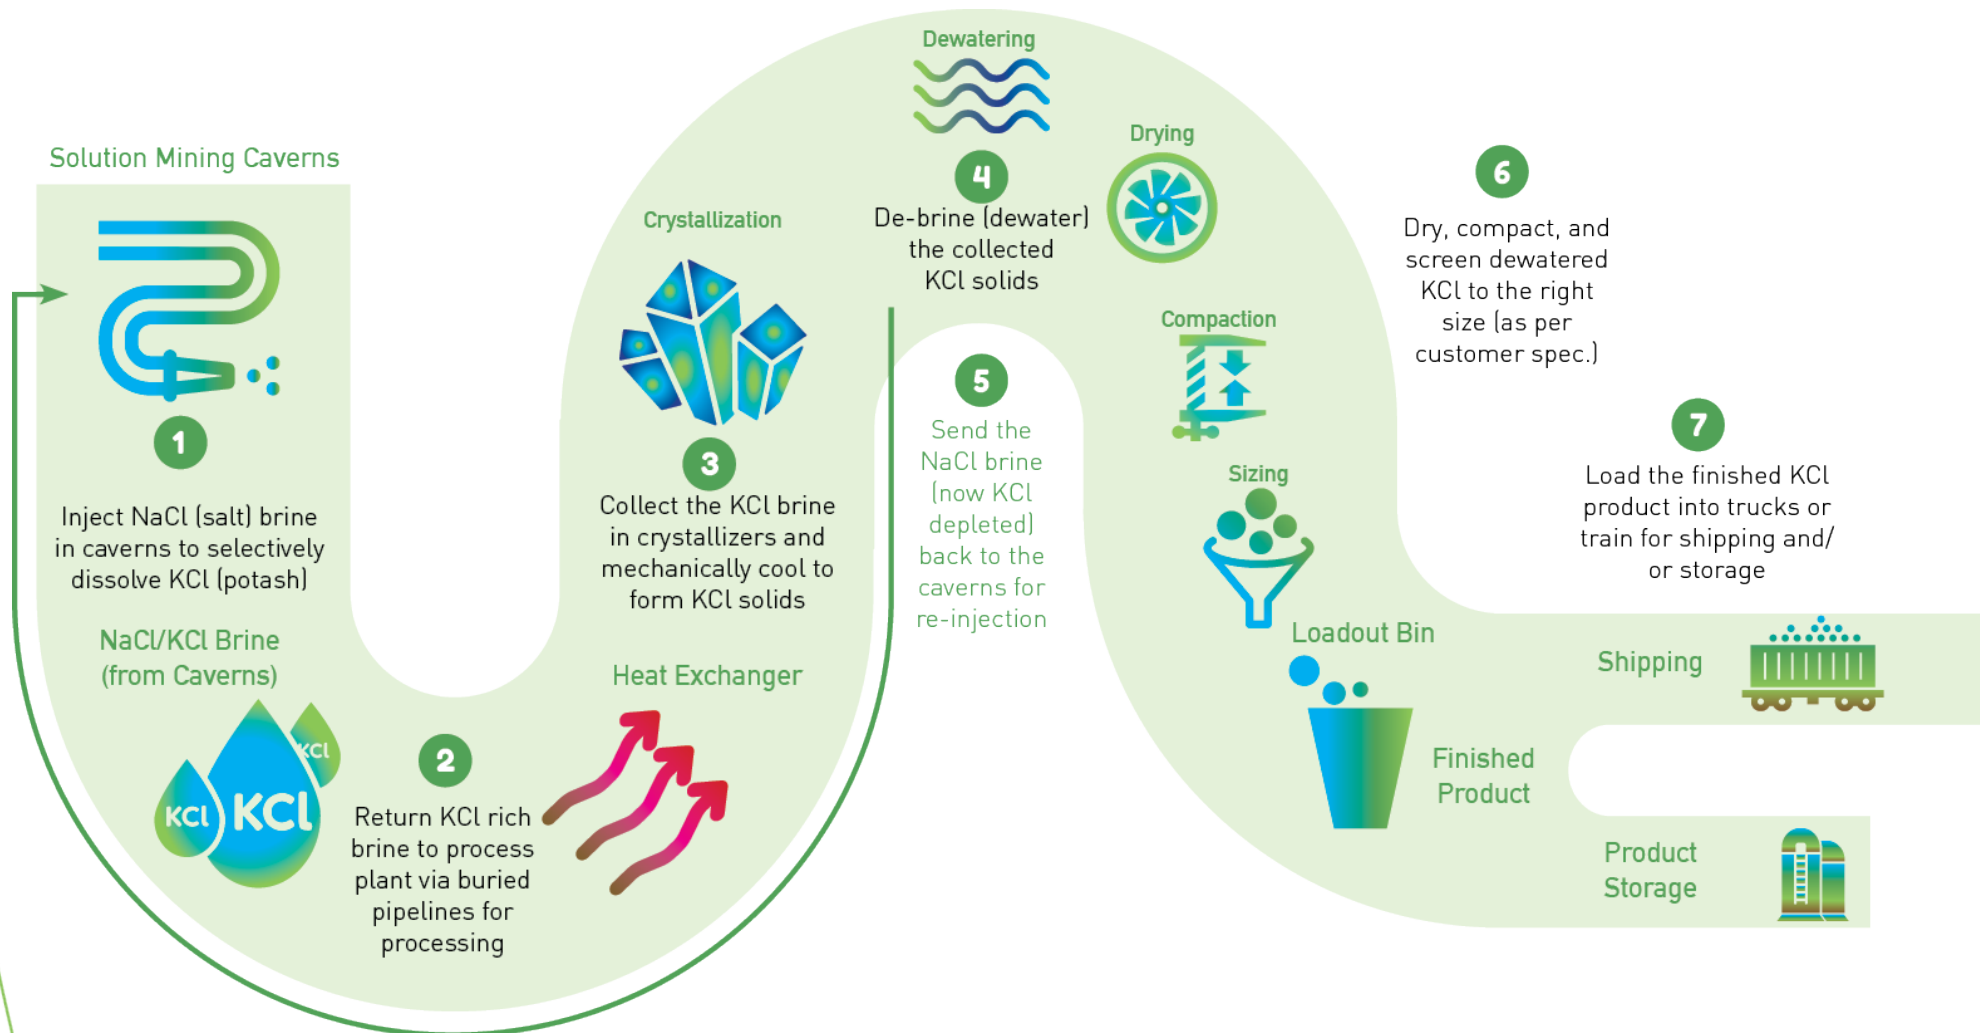 Solution Mining Caverns
1
Inject NaCl (salt) brine
in caverns to selectively
dissolve KCl (potash)
NaCl/KCl Brine
(from Caverns)
KCl
KCl
KCl
2
Return KCl rich
brine to process
plant via buried
pipelines for
processing
Heat Exchanger
Crystallization
3
Collect the KCl brine
in crystallizers and
mechanically cool to
form KCl solids
Dewatering
4
De-brine (dewater)
the collected
KCl solids
5
Send the
NaCl brine
(now KCl
depleted)
back to the
caverns for
re-injection
Drying
Compaction
Sizing
6
Dry, compact, and
screen dewatered
KCl to the right
size (as per
customer spec.)
Loadout Bin
Finished
Product
7
Load the finished KCl
product into trucks or
train for shipping and/
or storage
Shipping
Product
Storage